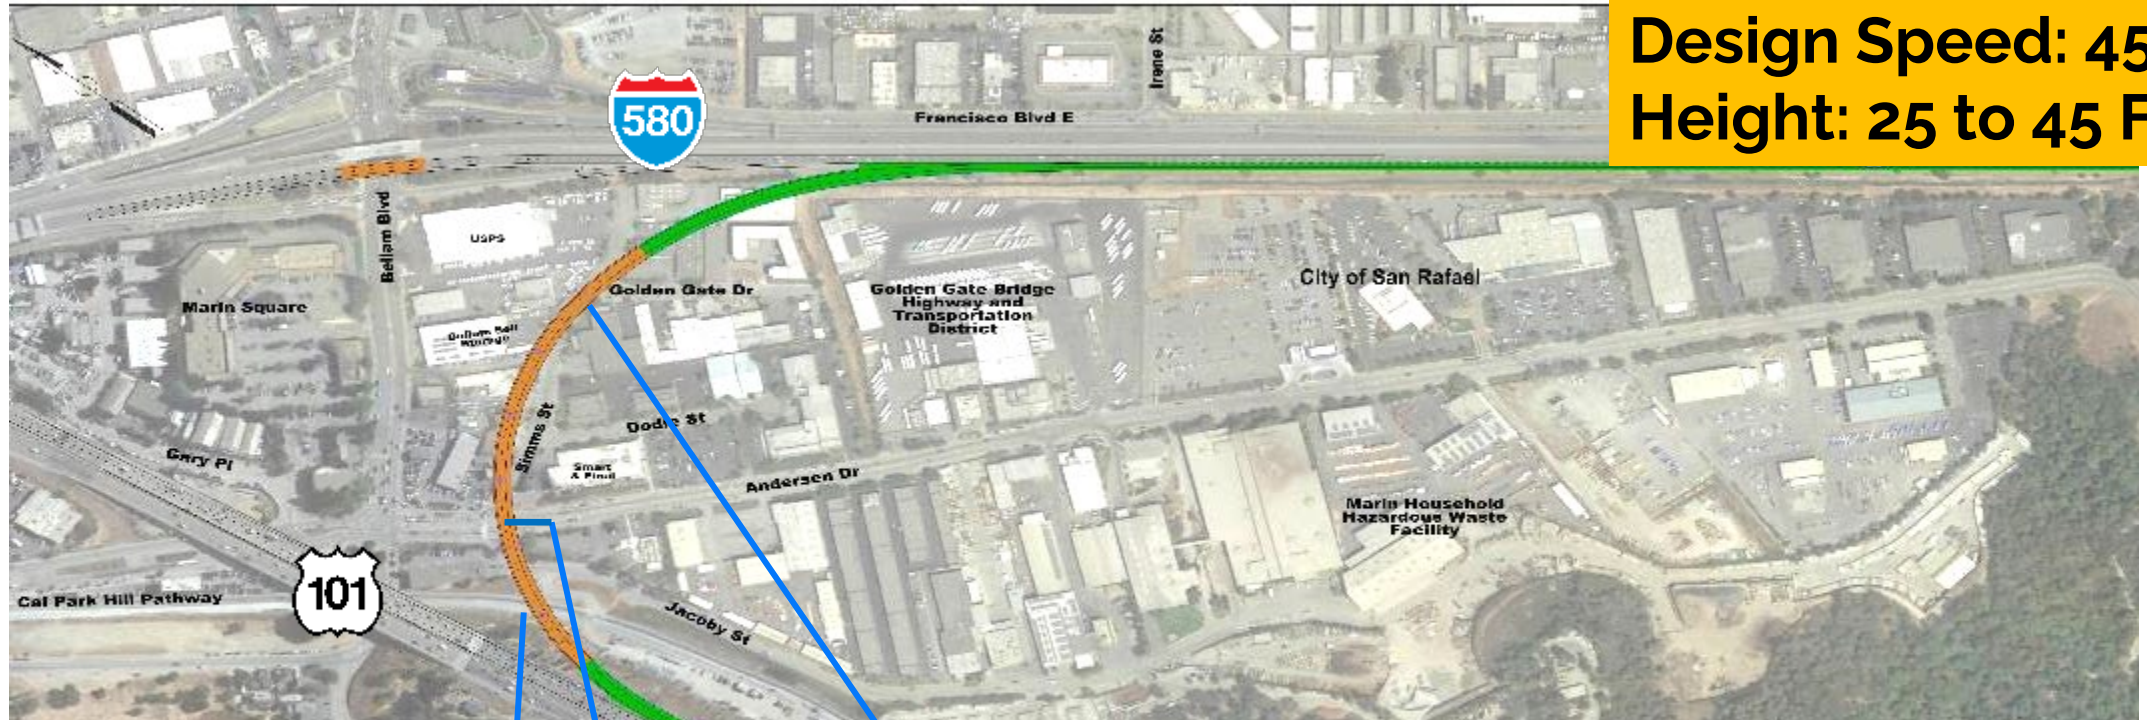 Design Speed: 45
Height: 25 to 45 F
Irene St
580
Francisco Blvd E
Bellam Blvd
USPS
Marin Square
Golden Gate Dr
Golden Gate Bridge
Highway and
Transportation
District
City of San Rafael
Storage
Simms St
Dodie St
Smart
& Final
Gary Pl
Andersen Dr
Marin Household
Hazardous Waste
Facility
101
Cal Park Hill Pathway
Jacoby St